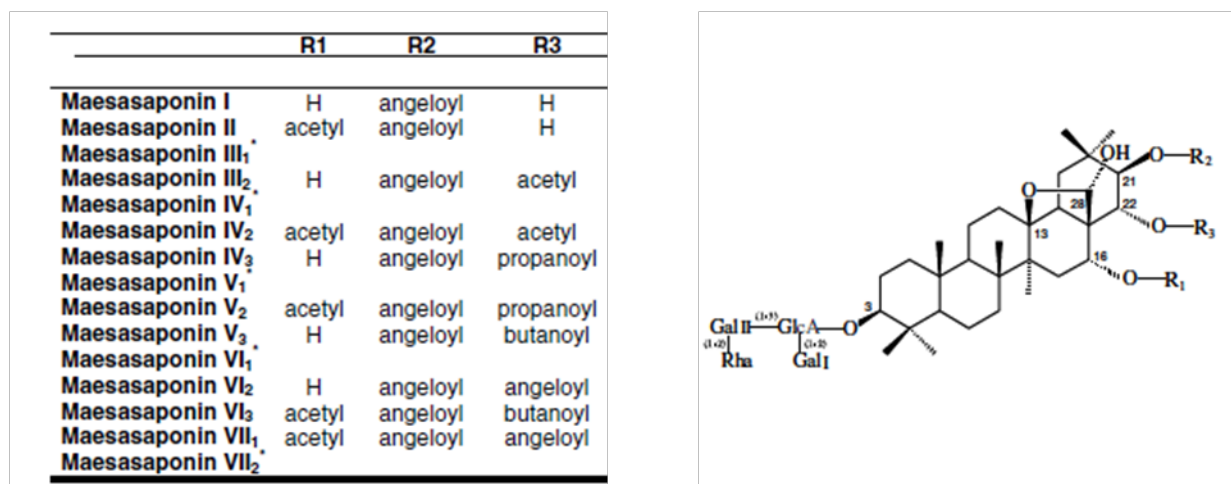 R1 R2 R3
Maesasaponin I H angeloyl H
Maesasaponin II acetyl angeloyl H
Maesasaponin III₁*
Maesasaponin III₂ H angeloyl acetyl
Maesasaponin IV₁*
Maesasaponin IV₂ acetyl angeloyl acetyl
Maesasaponin IV₃ H angeloyl propanoyl
Maesasaponin V₁*
Maesasaponin V₂ acetyl angeloyl propanoyl
Maesasaponin V₃ H angeloyl butanoyl
Maesasaponin VI₁*
Maesasaponin VI₂ H angeloyl angeloyl
Maesasaponin VI₃ acetyl angeloyl butanoyl
Maesasaponin VII₁ acetyl angeloyl angeloyl
Maesasaponin VII₂*
OH O—R₂
21
O 28 22
O—R₃
13
16
O—R₁
3
Gal II GlcA—O
Rha Gal I